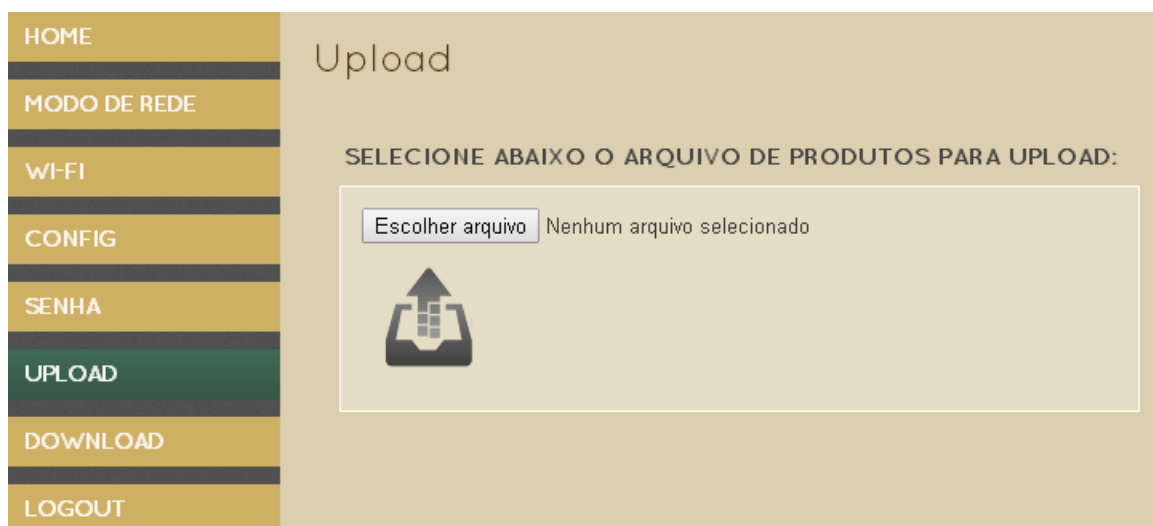 HOME
MODO DE REDE
WI-FI
CONFIG
SENHA
UPLOAD
DOWNLOAD
LOGOUT
Upload
SELECIONE ABAIXO O ARQUIVO DE PRODUTOS PARA UPLOAD:
Escolher arquivo Nenhum arquivo selecionado